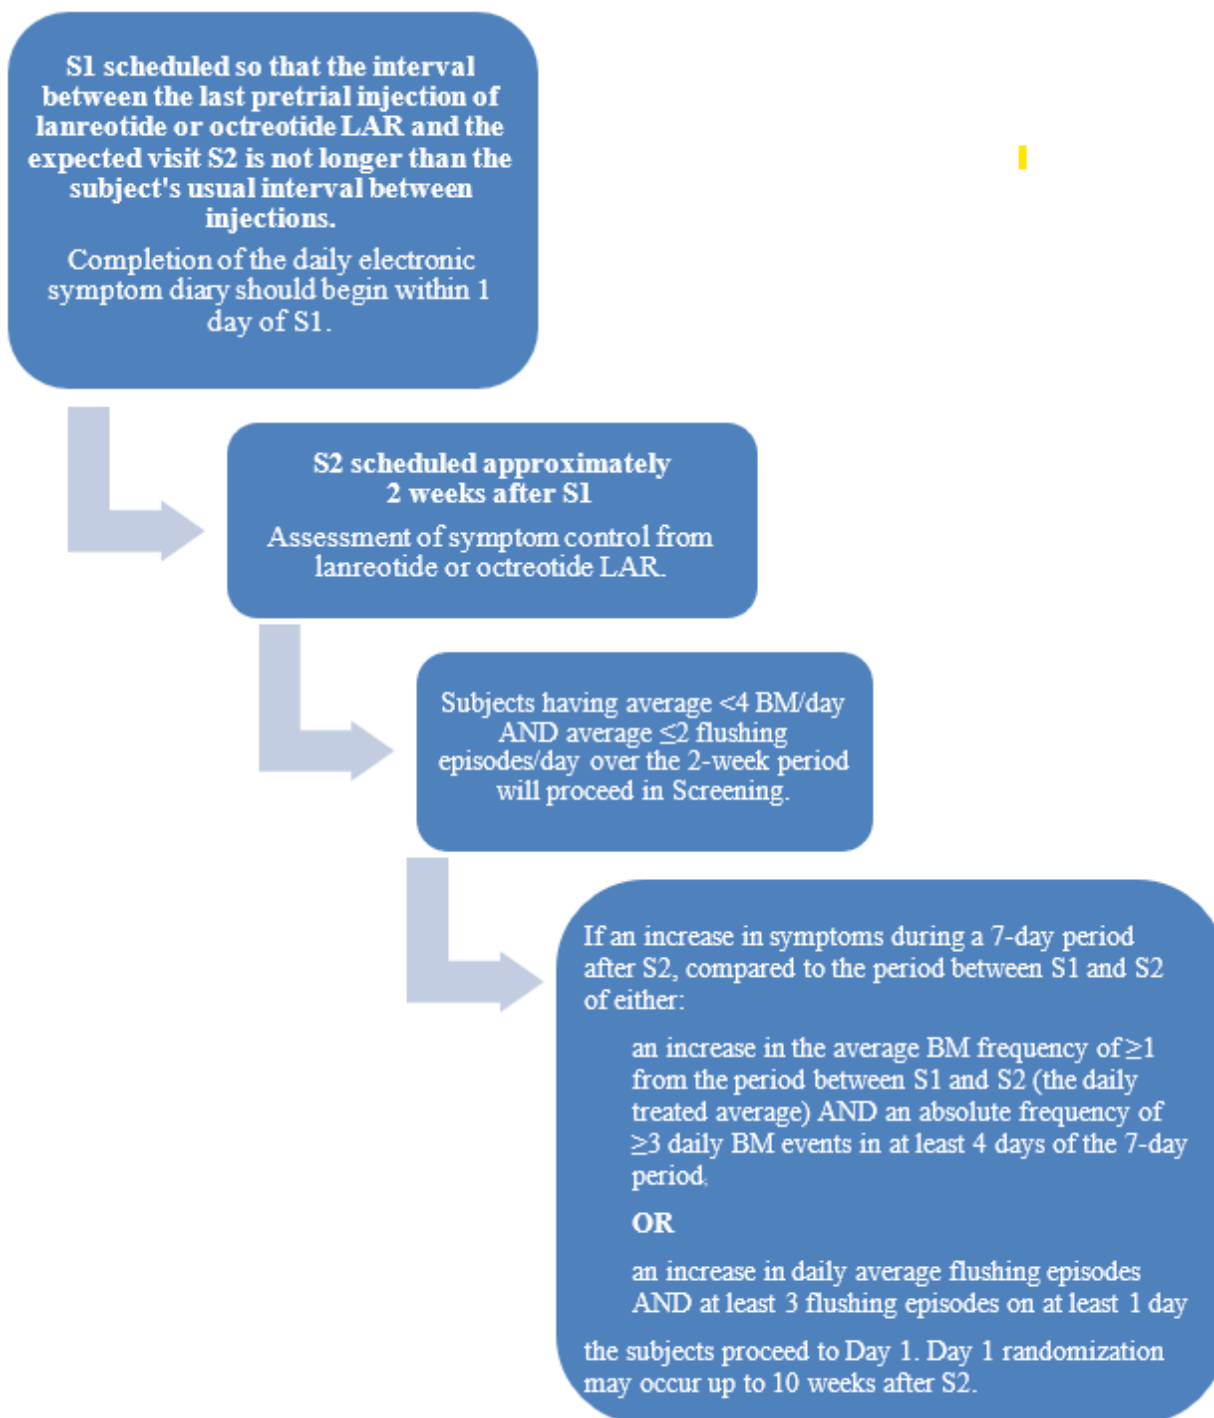 S1 scheduled so that the interval
between the last pretrial injection of
lanreotide or octreotide LAR and the
expected visit S2 is not longer than the
subject's usual interval between
injections.
Completion of the daily electronic
symptom diary should begin within 1
day of S1.
S2 scheduled approximately
2 weeks after S1
Assessment of symptom control from
lanreotide or octreotide LAR.
Subjects having average <4 BM/day
AND average ≤2 flushing
episodes/day over the 2-week period
will proceed in Screening.
If an increase in symptoms during a 7-day period
after S2, compared to the period between S1 and S2
of either:
an increase in the average BM frequency of ≥1
from the period between S1 and S2 (the daily
treated average) AND an absolute frequency of
≥3 daily BM events in at least 4 days of the 7-day
period;
OR
an increase in daily average flushing episodes
AND at least 3 flushing episodes on at least 1 day
the subjects proceed to Day 1. Day 1 randomization
may occur up to 10 weeks after S2.